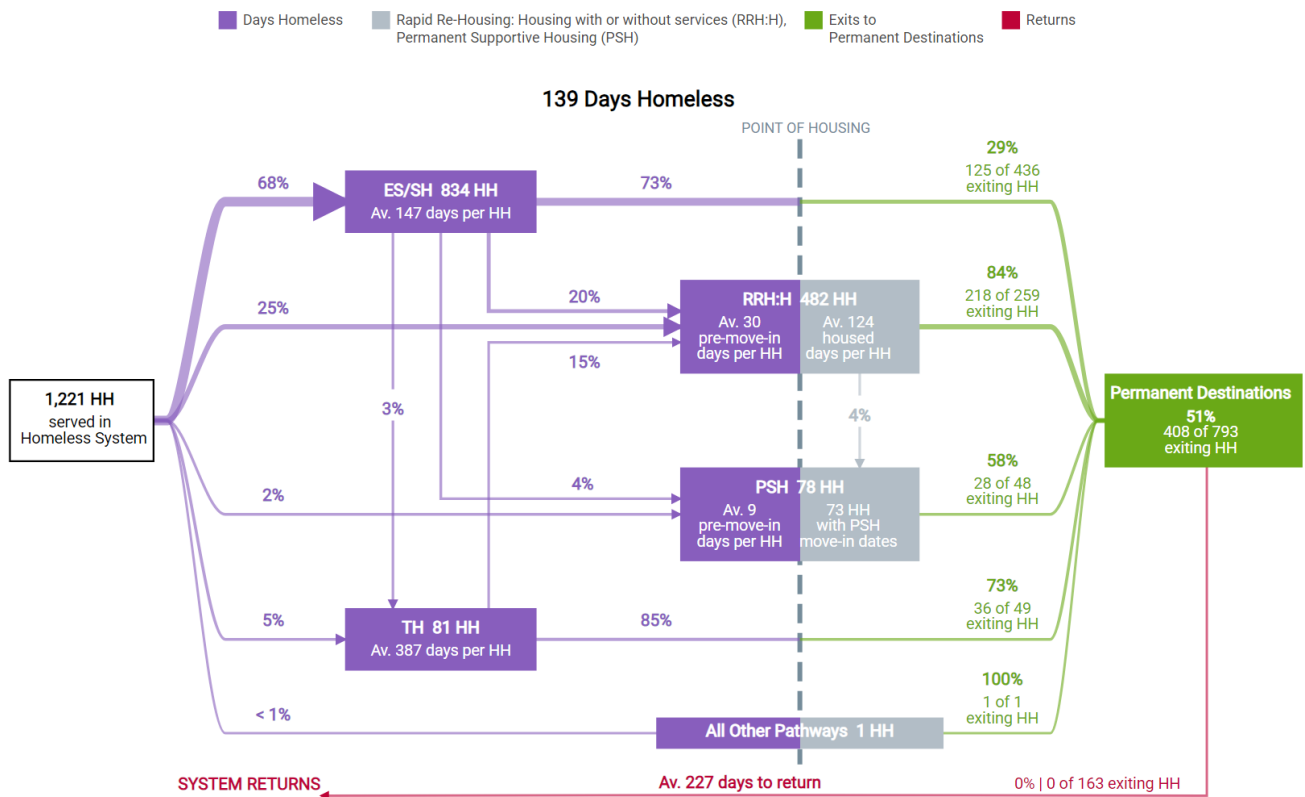 Days Homeless
Rapid Re-Housing: Housing with or without services (RRH:H),
Permanent Supportive Housing (PSH)
Exits to
Permanent Destinations
Returns
139 Days Homeless
POINT OF HOUSING
68%
ES/SH 834 HH
Av. 147 days per HH
73%
29%
125 of 436
exiting HH
25%
20%
15%
RRH:H 482 HH
Av. 30
pre-move-in
days per HH
Av. 124
housed
days per HH
84%
218 of 259
exiting HH
1,221 HH
served in
Homeless System
3%
4%
Permanent Destinations
51%
408 of 793
exiting HH
2%
4%
PSH 78 HH
Av. 9
pre-move-in
days per HH
73 HH
with PSH
move-in dates
58%
28 of 48
exiting HH
5%
TH 81 HH
Av. 387 days per HH
85%
73%
36 of 49
exiting HH
< 1%
All Other Pathways 1 HH
100%
1 of 1
exiting HH
SYSTEM RETURNS
Av. 227 days to return
0% | 0 of 163 exiting HH